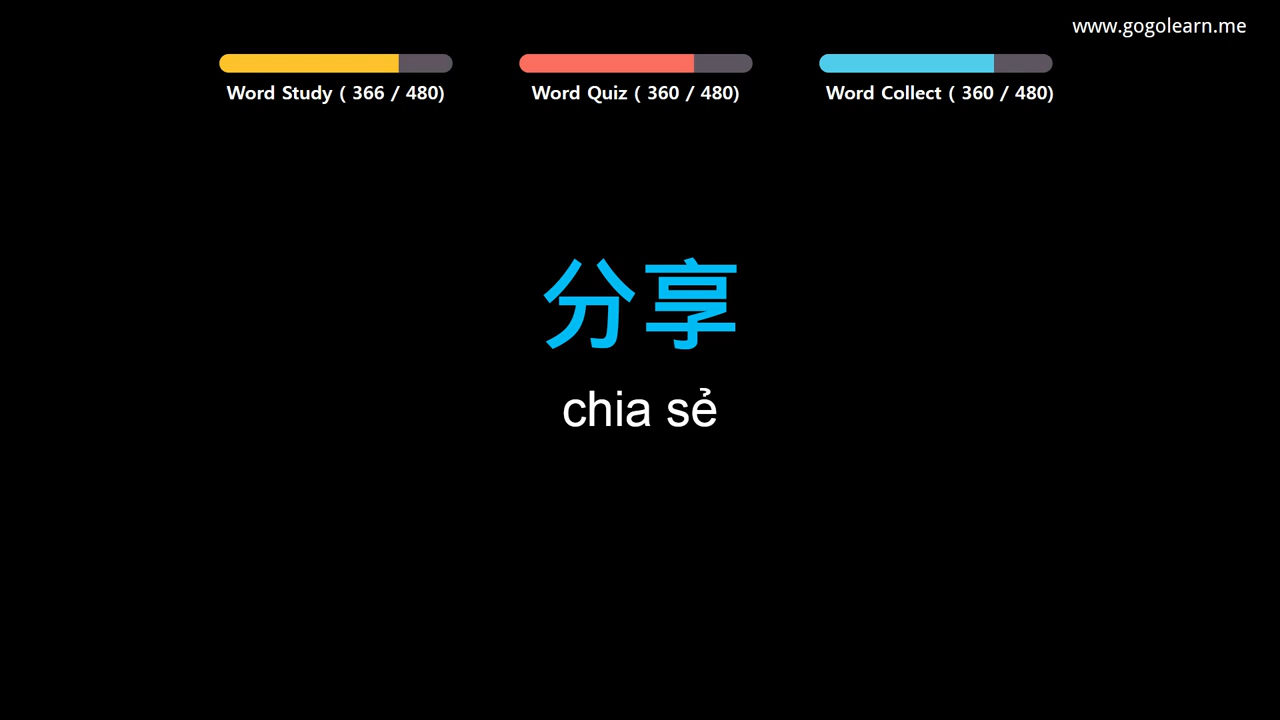 www.gogolearn.me
Word Study ( 366 / 480)
Word Quiz ( 360 / 480)
Word Collect ( 360 / 480)
分享
chia sẻ